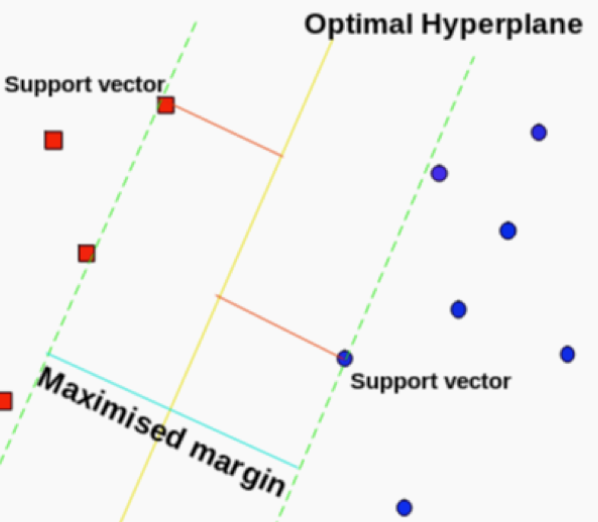 Optimal Hyperplane
Support vector
Support vector
Maximised margin